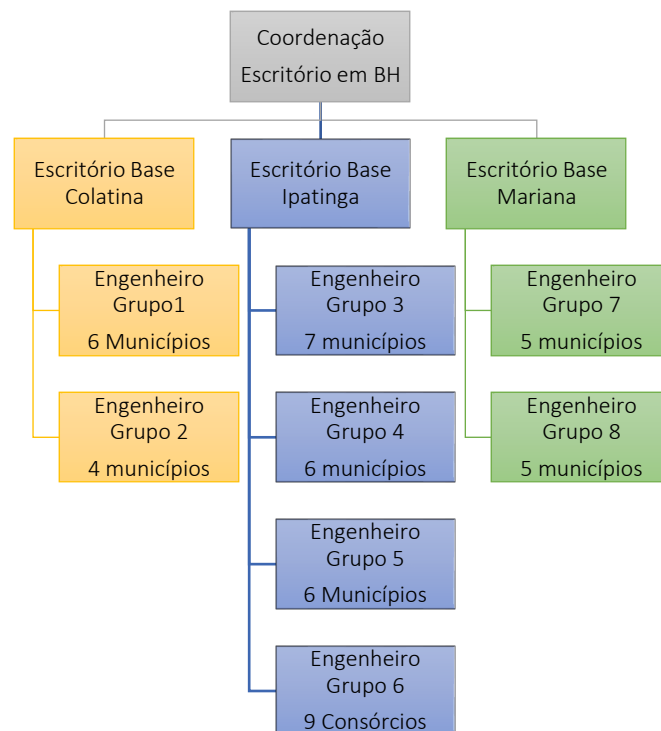 Coordenação
Escritório em BH
Escritório Base
Colatina
Engenheiro
Grupo1
6 Municípios
Engenheiro
Grupo 2
4 municípios
Escritório Base
Ipatinga
Engenheiro
Grupo 3
7 municípios
Engenheiro
Grupo 4
6 municípios
Engenheiro
Grupo 5
6 Municípios
Engenheiro
Grupo 6
9 Consórcios
Escritório Base
Mariana
Engenheiro
Grupo 7
5 municípios
Engenheiro
Grupo 8
5 municípios